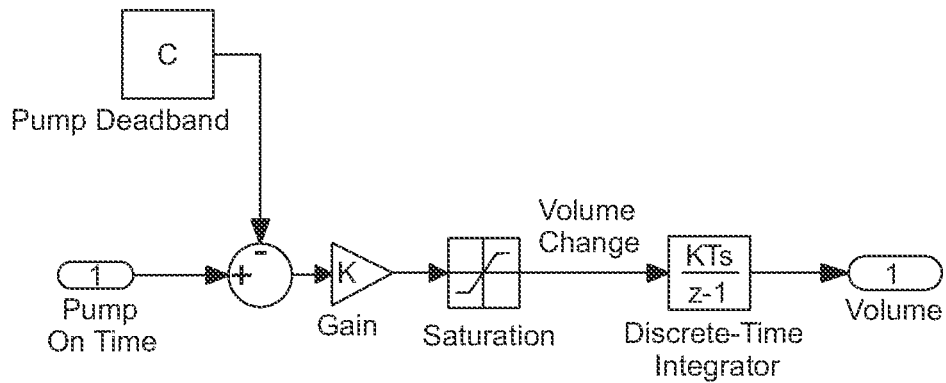 C
Pump Deadband
-
+
1
Pump
On Time
K
Gain
Saturation
Volume
Change
KTs
z-1
Discrete-Time
Integrator
1
Volume